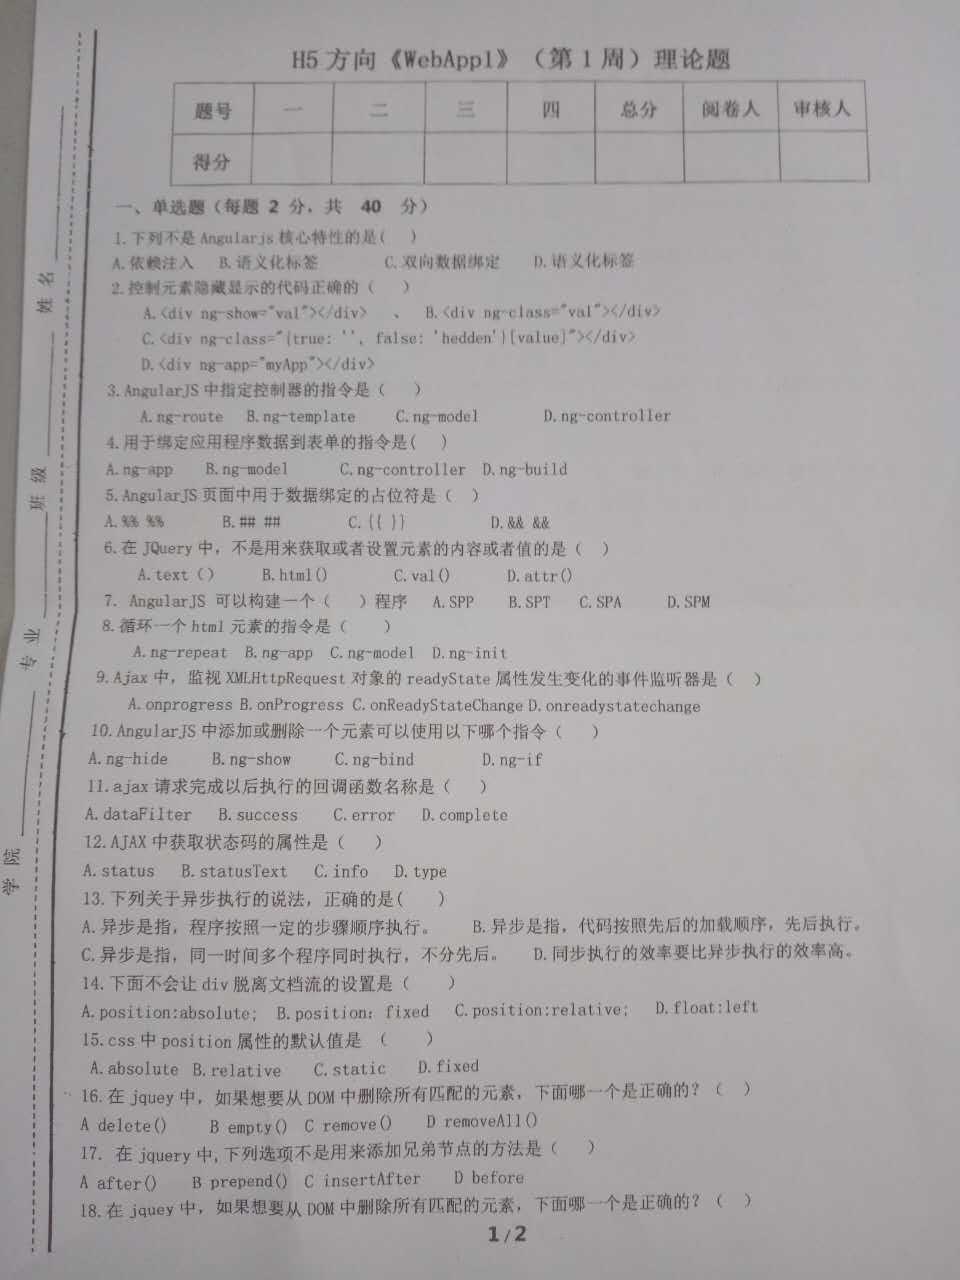 H5方向《WebApp1》（第1周）理论题
题号 一 二 三 四 总分 阅卷人 审核人
得分
一、单选题（每题 2 分，共 40 分）
1.下列不是Angularjs核心特性的是( )
A.依赖注入 B.语义化标签 C.双向数据绑定 D.语义化标签
2.控制元素隐藏显示的代码正确的（ ）
A.<div ng-show="val"></div> 、 B.<div ng-class="val"></div>
C.<div ng-class="{true: '', false: 'hedden'}[value]"></div>
D.<div ng-app="myApp"></div>
3.AngularJS中指定控制器的指令是（ ）
A.ng-route B.ng-template C.ng-model D.ng-controller
4.用于绑定应用程序数据到表单的指令是( )
A.ng-app B.ng-model C.ng-controller D.ng-build
5.AngularJS页面中用于数据绑定的占位符是（ ）
A.%% %% B.## ## C.{{ }} D.&& &&
6.在JQuery中，不是用来获取或者设置元素的内容或者值的是（ ）
A.text（） B.html() C.val() D.attr()
7. AngularJS 可以构建一个（ ）程序 A.SPP B.SPT C.SPA D.SPM
8.循环一个html元素的指令是（ ）
A.ng-repeat B.ng-app C.ng-model D.ng-init
9.Ajax中，监视XMLHttpRequest对象的readyState属性发生变化的事件监听器是（ ）
A.onprogress B.onProgress C.onReadyStateChange D.onreadystatechange
10.AngularJS中添加或删除一个元素可以使用以下哪个指令（ ）
A.ng-hide B.ng-show C.ng-bind D.ng-if
11.ajax请求完成以后执行的回调函数名称是（ ）
A.dataFilter B.success C.error D.complete
12.AJAX中获取状态码的属性是（ ）
A.status B.statusText C.info D.type
13.下列关于异步执行的说法，正确的是( )
A.异步是指，程序按照一定的步骤顺序执行。 B.异步是指，代码按照先后的加载顺序，先后执行。
C.异步是指，同一时间多个程序同时执行，不分先后。 D.同步执行的效率要比异步执行的效率高。
14.下面不会让div脱离文档流的设置是（ ）
A.position:absolute; B.position: fixed C.position:relative; D.float:left
15.css中position属性的默认值是 （ ）
A.absolute B.relative C.static D.fixed
16.在jquey中，如果想要从DOM中删除所有匹配的元素，下面哪一个是正确的？（ ）
A delete() B empty() C remove() D removeAll()
17. 在jquery中,下列选项不是用来添加兄弟节点的方法是（ ）
A after() B prepend() C insertAfter D before
18.在jquey中，如果想要从DOM中删除所有匹配的元素，下面哪一个是正确的？（ ）
1/2
姓名
班级
专业
学院